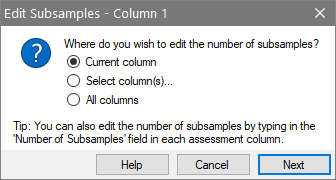 Edit Subsamples - Column 1
Where do you wish to edit the number of subsamples?
Current column
Select column(s)...
All columns
Tip: You can also edit the number of subsamples by typing in the
'Number of Subsamples' field in each assessment column.
Help
Cancel
Next